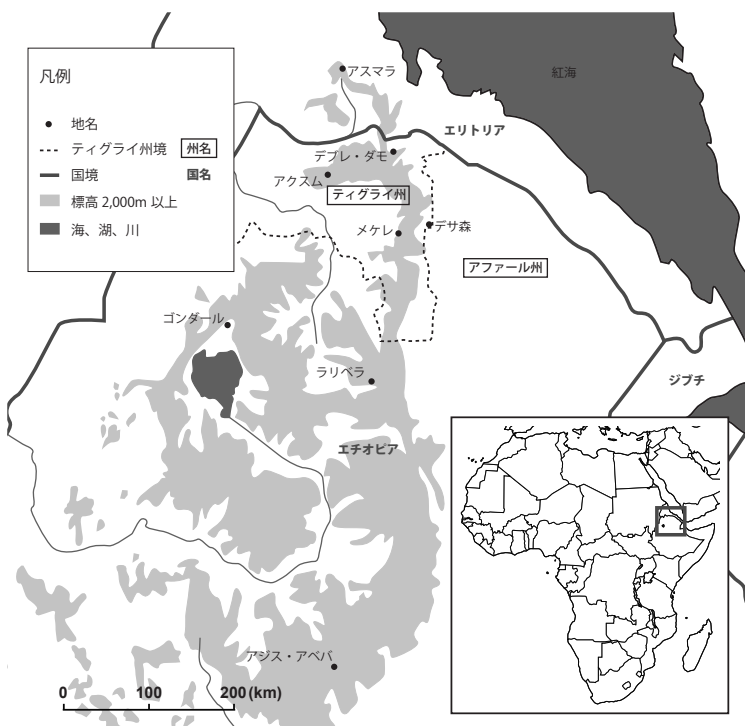 凡例
地名
ティグライ州境 州名
国境 国名
標高 2,000m 以上
海、湖、川
アスマラ
紅海
エリトリア
デブレ・ダモ
アクスム
ティグライ州
メケレ
デサ森
アファール州
ゴンダール
ラリベラ
ジブチ
エチオピア
アジス・アベバ
0 100 200 (km)